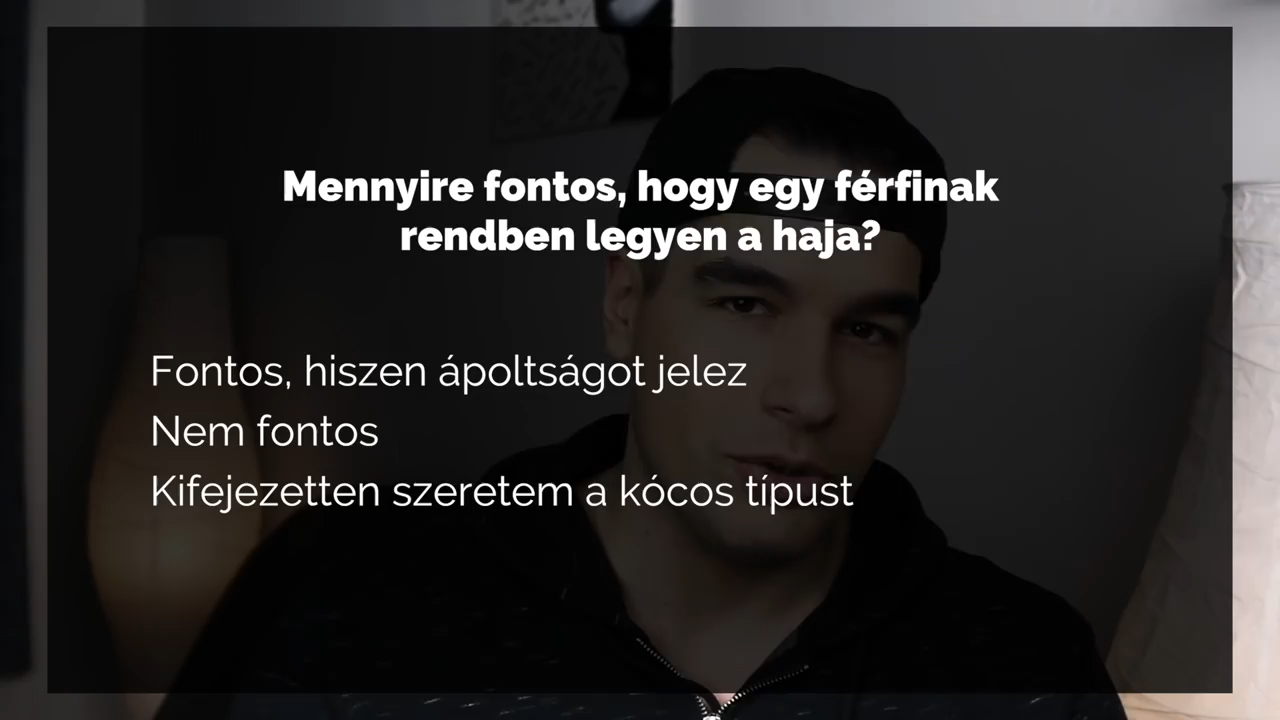 Mennyire fontos, hogy egy férfinak
rendben legyen a haja?
Fontos, hiszen ápoltságot jelez
Nem fontos
Kifejezetten szeretem a kócos típust